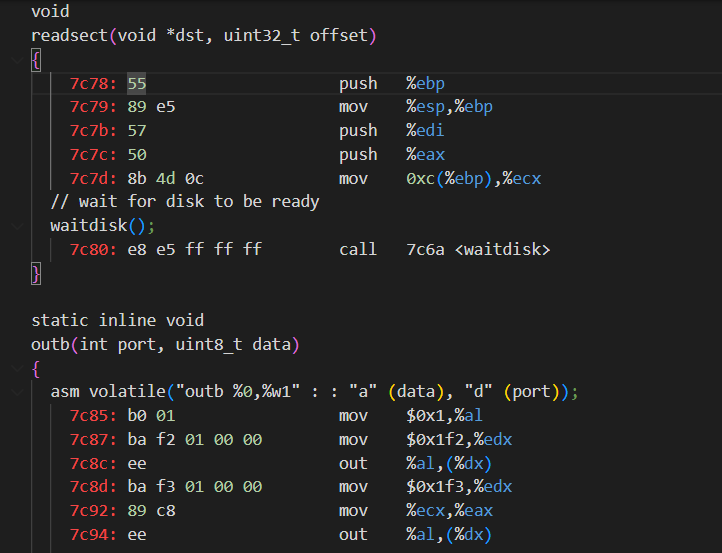 void
readsect(void *dst, uint32_t offset)
{
7c78: 55 push %ebp
7c79: 89 e5 mov %esp,%ebp
7c7b: 57 push %edi
7c7c: 50 push %eax
7c7d: 8b 4d 0c mov 0xc(%ebp),%ecx
// wait for disk to be ready
waitdisk();
7c80: e8 e5 ff ff ff call 7c6a <waitdisk>
}
static inline void
outb(int port, uint8_t data)
{
asm volatile("outb %0,%w1" : : "a" (data), "d" (port));
7c85: b0 01 mov $0x1,%al
7c87: ba f2 01 00 00 mov $0x1f2,%edx
7c8c: ee out %al,(%dx)
7c8d: ba f3 01 00 00 mov $0x1f3,%edx
7c92: 89 c8 mov %ecx,%eax
7c94: ee out %al,(%dx)